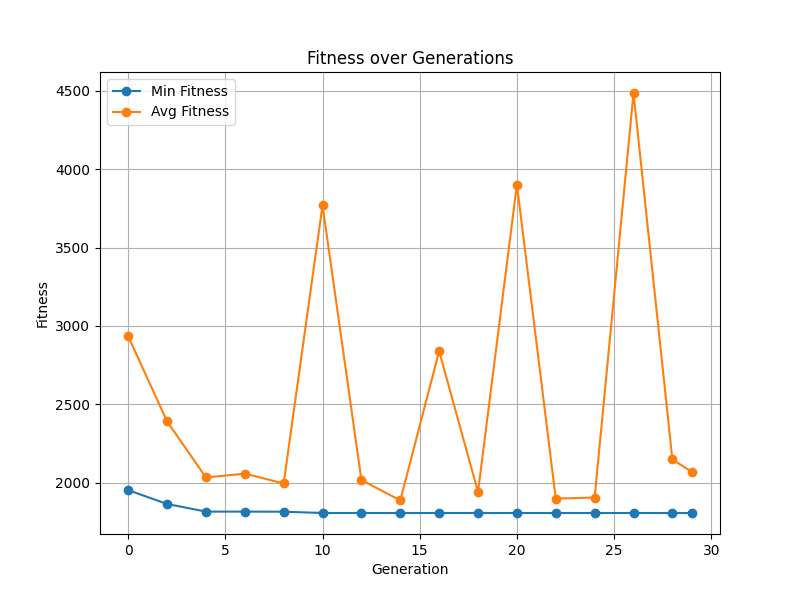 Fitness over Generations
Min Fitness
Avg Fitness
4500
4000
3500
3000
2500
2000
Fitness
0 5 10 15 20 25 30
Generation